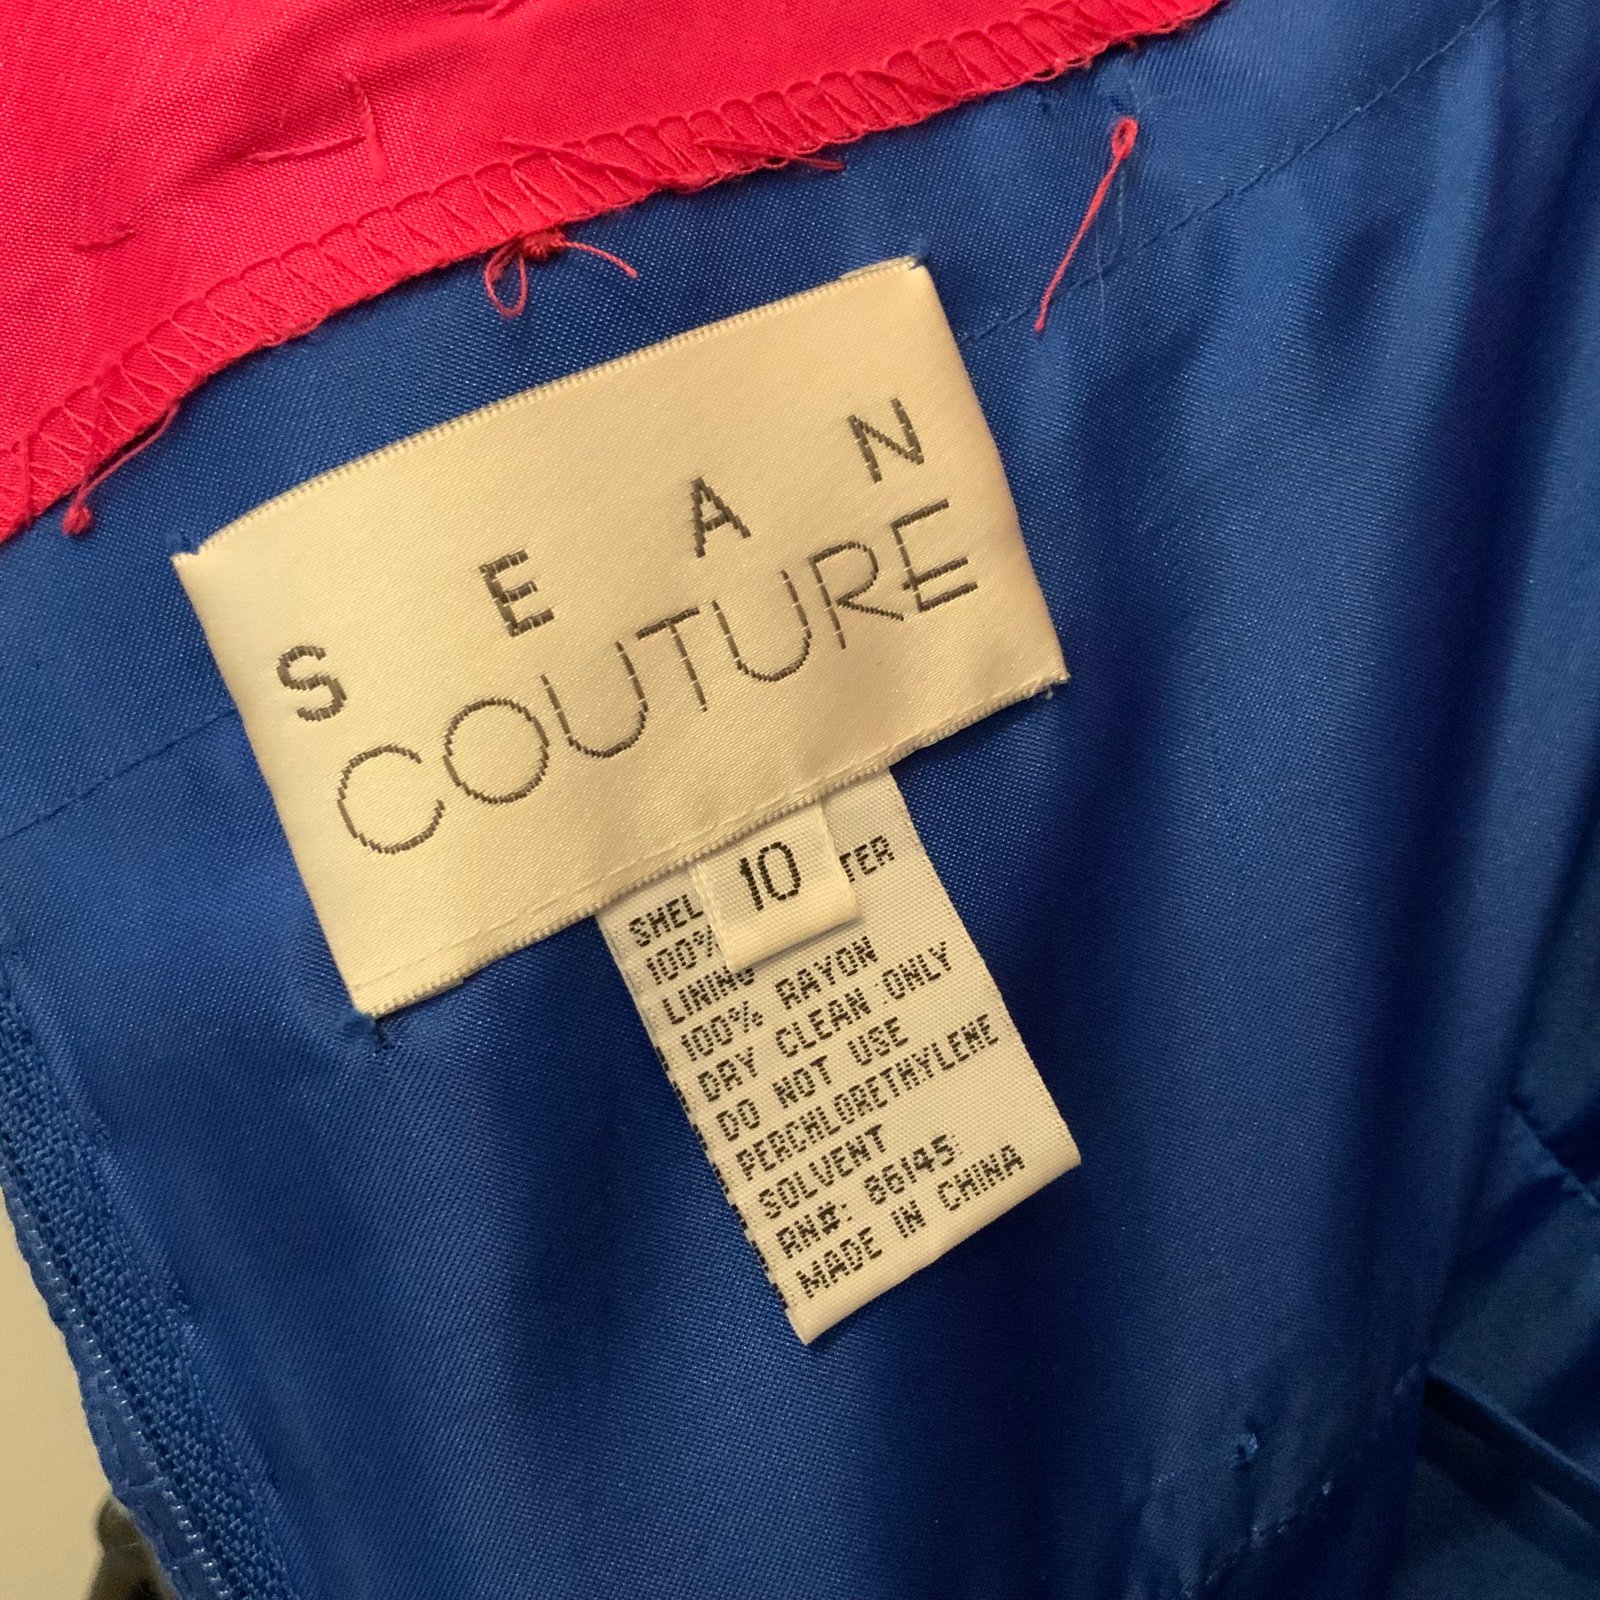 SEAN
COUTURE
10
SHEL TER
100%
LINING
100% RAYON
DRY CLEAN ONLY
DO NOT USE
PERCHLORETHYLENE
SOLVENT
RN#: 86145
MADE IN CHINA